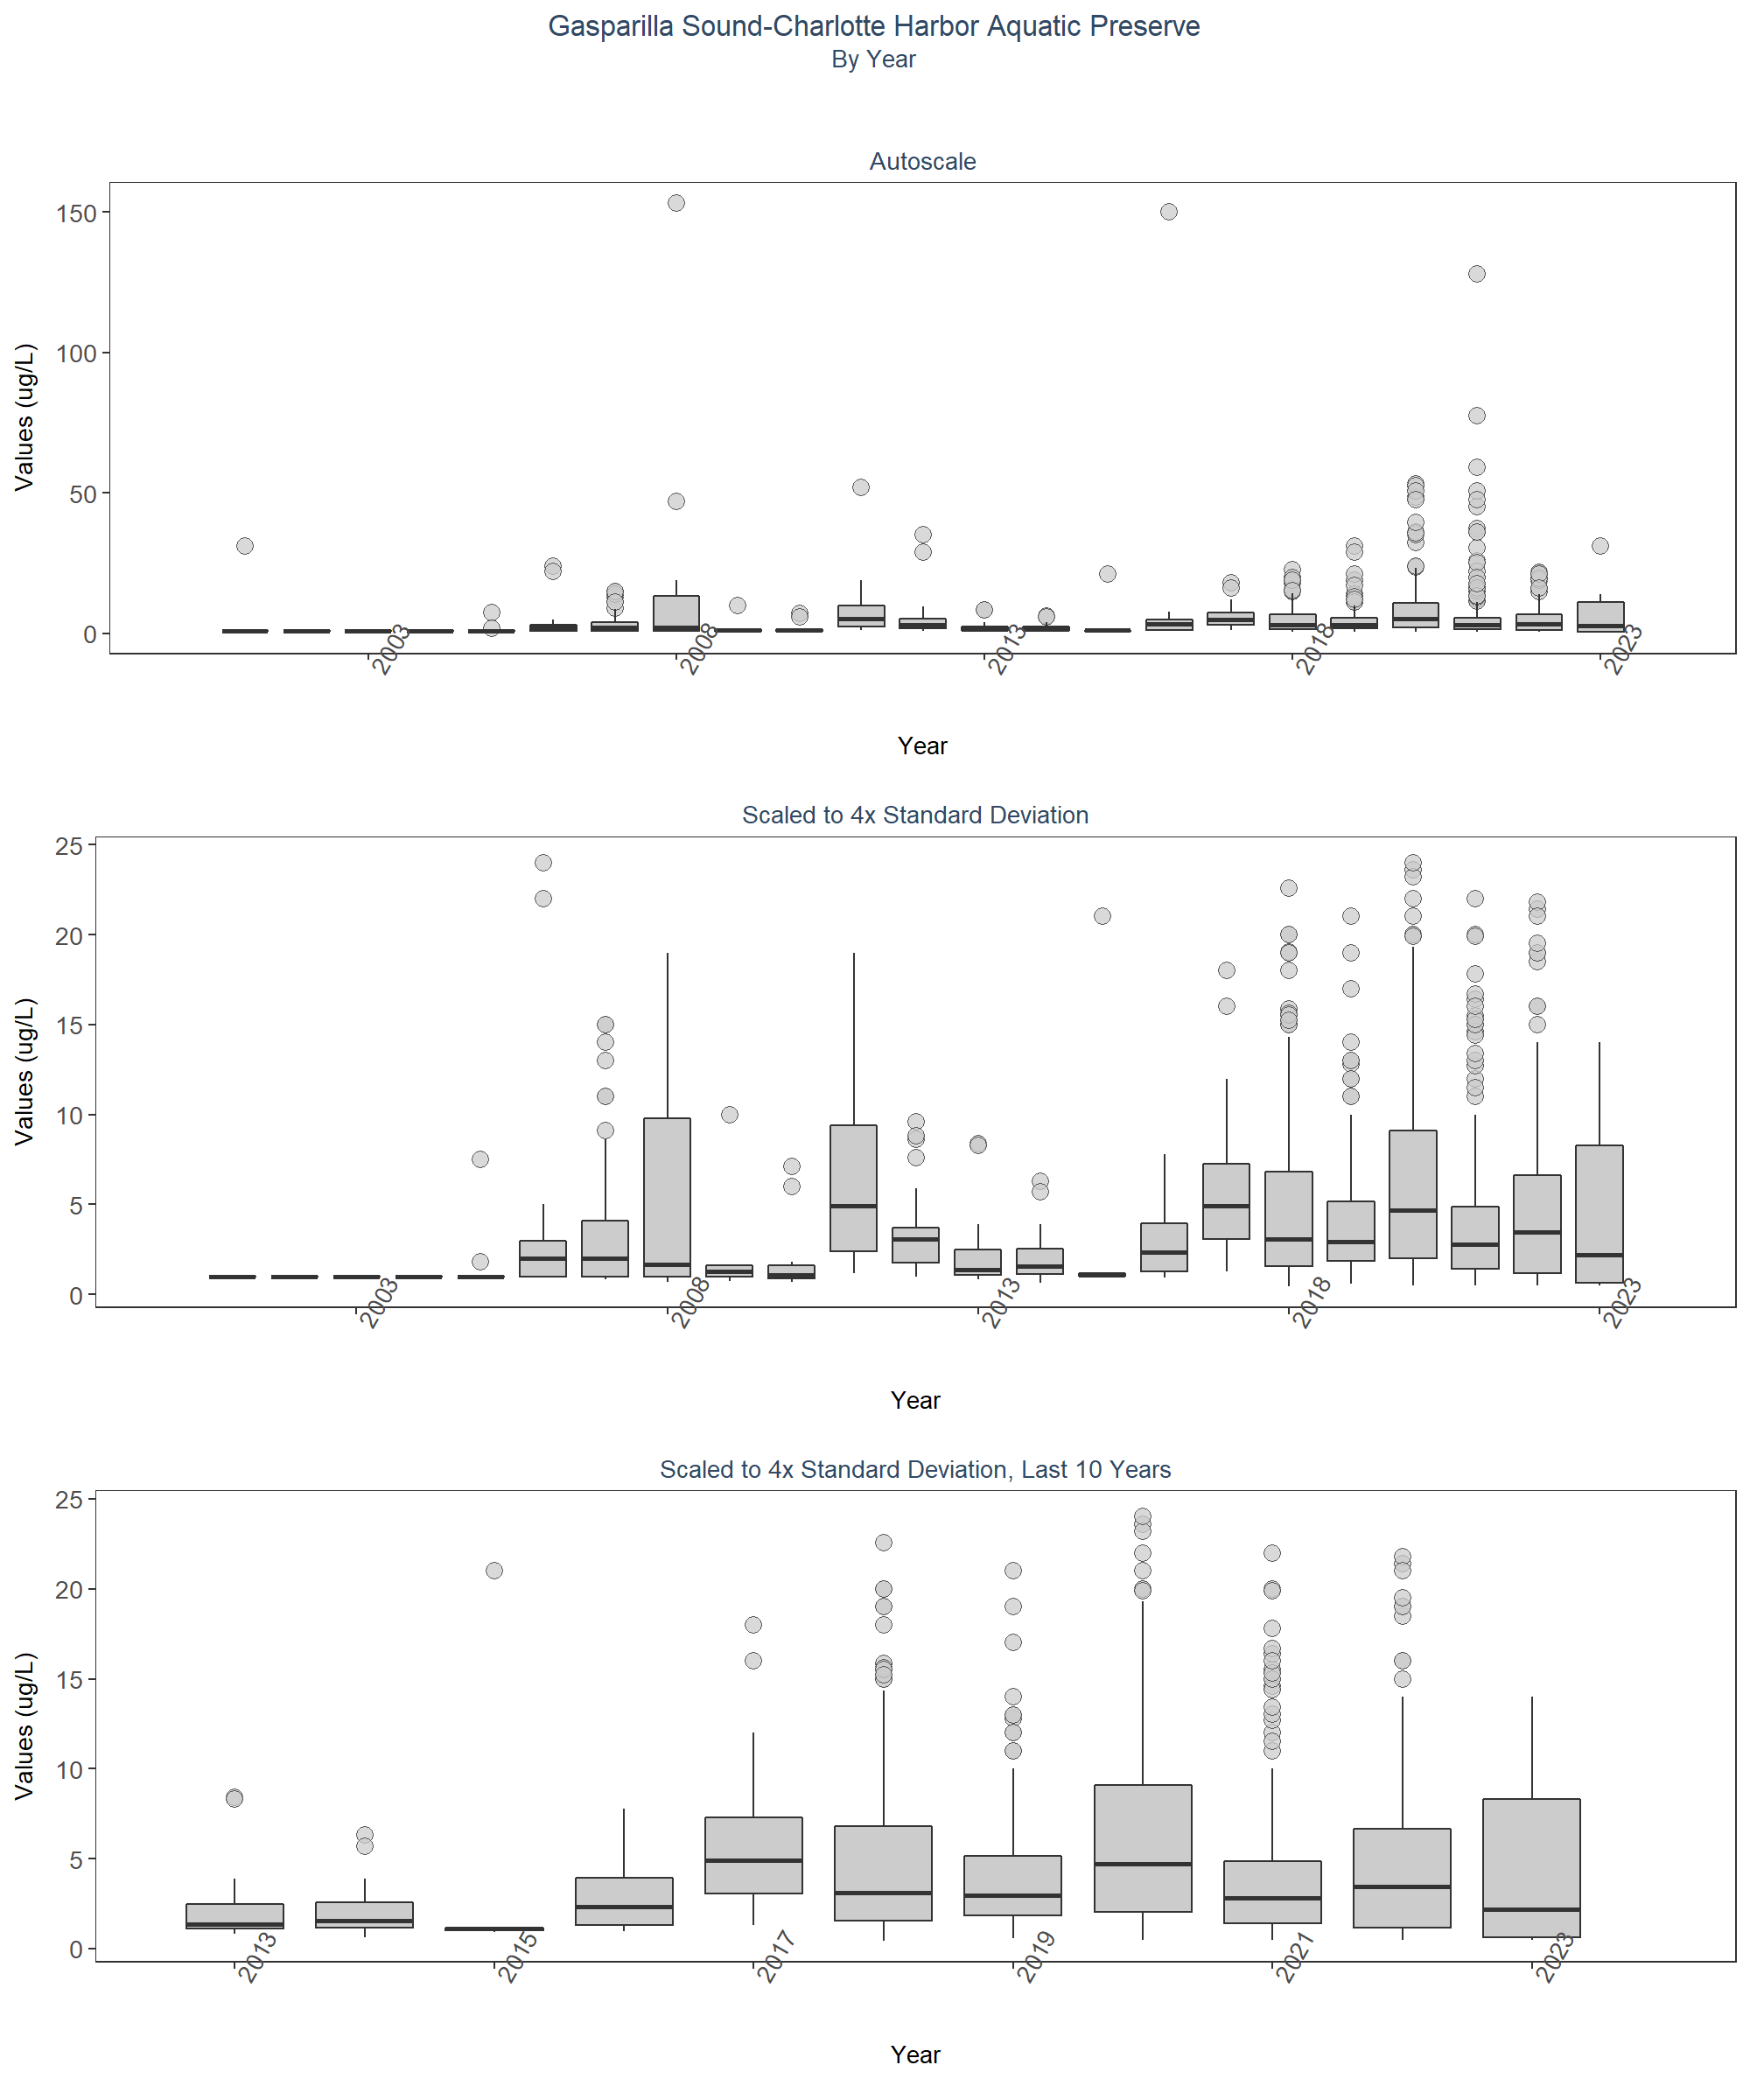 Gasparilla Sound-Charlotte Harbor Aquatic Preserve
By Year
Autoscale
Values (ug/L)
150
100
50
0
2003
2008
2013
2018
2023
Year
Scaled to 4x Standard Deviation
Values (ug/L)
25
20
15
10
5
0
2003
2008
2013
2018
2023
Year
Scaled to 4x Standard Deviation, Last 10 Years
Values (ug/L)
25
20
15
10
5
0
2013
2015
2017
2019
2021
2023
Year